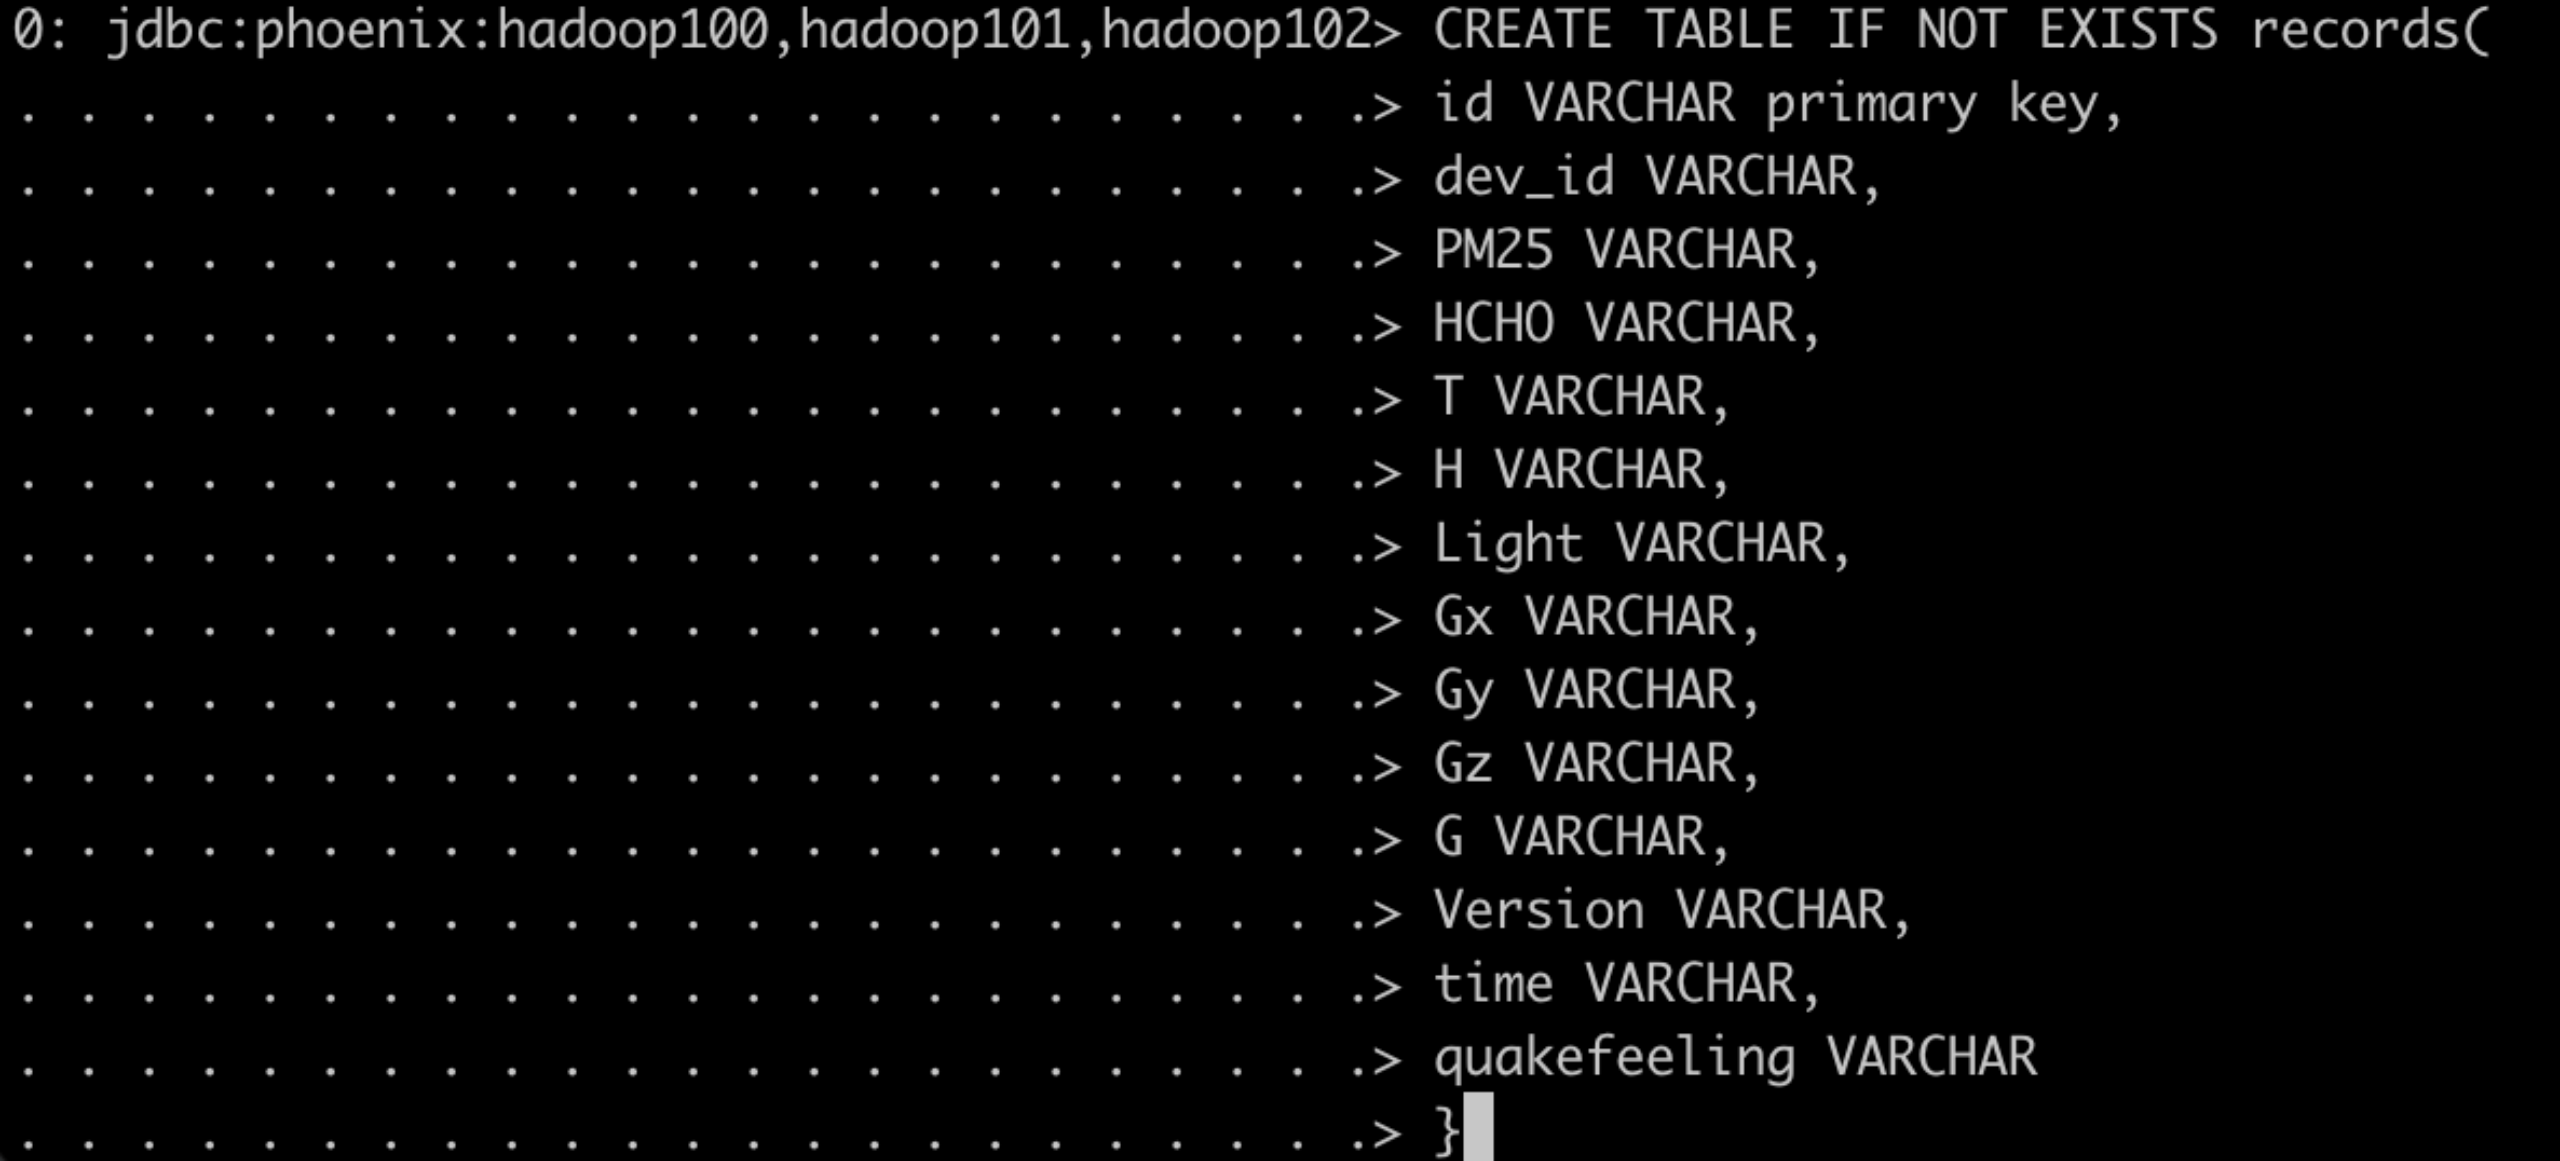 0: jdbc:phoenix:hadoop100,hadoop101,hadoop102> CREATE TABLE IF NOT EXISTS records(
. . . . . . . . . . . . . . . . . . . . . . .> id VARCHAR primary key,
. . . . . . . . . . . . . . . . . . . . . . .> dev_id VARCHAR,
. . . . . . . . . . . . . . . . . . . . . . .> PM25 VARCHAR,
. . . . . . . . . . . . . . . . . . . . . . .> HCHO VARCHAR,
. . . . . . . . . . . . . . . . . . . . . . .> T VARCHAR,
. . . . . . . . . . . . . . . . . . . . . . .> H VARCHAR,
. . . . . . . . . . . . . . . . . . . . . . .> Light VARCHAR,
. . . . . . . . . . . . . . . . . . . . . . .> Gx VARCHAR,
. . . . . . . . . . . . . . . . . . . . . . .> Gy VARCHAR,
. . . . . . . . . . . . . . . . . . . . . . .> Gz VARCHAR,
. . . . . . . . . . . . . . . . . . . . . . .> G VARCHAR,
. . . . . . . . . . . . . . . . . . . . . . .> Version VARCHAR,
. . . . . . . . . . . . . . . . . . . . . . .> time VARCHAR,
. . . . . . . . . . . . . . . . . . . . . . .> quakefeeling VARCHAR
. . . . . . . . . . . . . . . . . . . . . . .> }